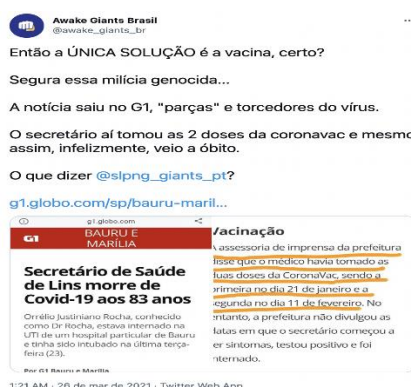 Awake Giants Brasil
@awake_giants_br
Então a ÚNICA SOLUÇÃO é a vacina, certo?
Segura essa milícia genocida...
A notícia saiu no G1, "parças" e torcedores do vírus.
O secretário aí tomou as 2 doses da coronavac e mesmo
assim, infelizmente, veio a óbito.
O que dizer @slpng_giants_pt?
g1.globo.com/sp/bauru-maril...
g1.globo.com
G1
BAURU E
MARÍLIA
Secretário de Saúde
de Lins morre de
Covid-19 aos 83 anos
Orrélio Justiniano Rocha, conhecido
como Dr Rocha, estava internado na
UTI de um hospital particular de Bauru
e tinha sido intubado na última terça-
feira (23).
Por G1 Bauru e Marília
Vacinação
A assessoria de imprensa da prefeitura
disse que o médico havia tomado as
duas doses da CoronaVac, sendo a
primeira no dia 21 de janeiro e a
segunda no dia 11 de fevereiro. No
entanto, a prefeitura não divulgou as
datas em que o secretário começou a
ter sintomas, testou positivo e foi
internado.
1:21 AM · 26 de mar de 2021 · Twitter Web App